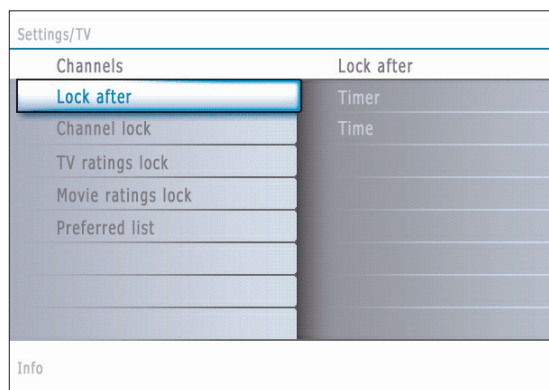 Settings/TV
Channels
Lock after
Lock after
Timer
Channel lock
Time
TV ratings lock
Movie ratings lock
Preferred list
Info